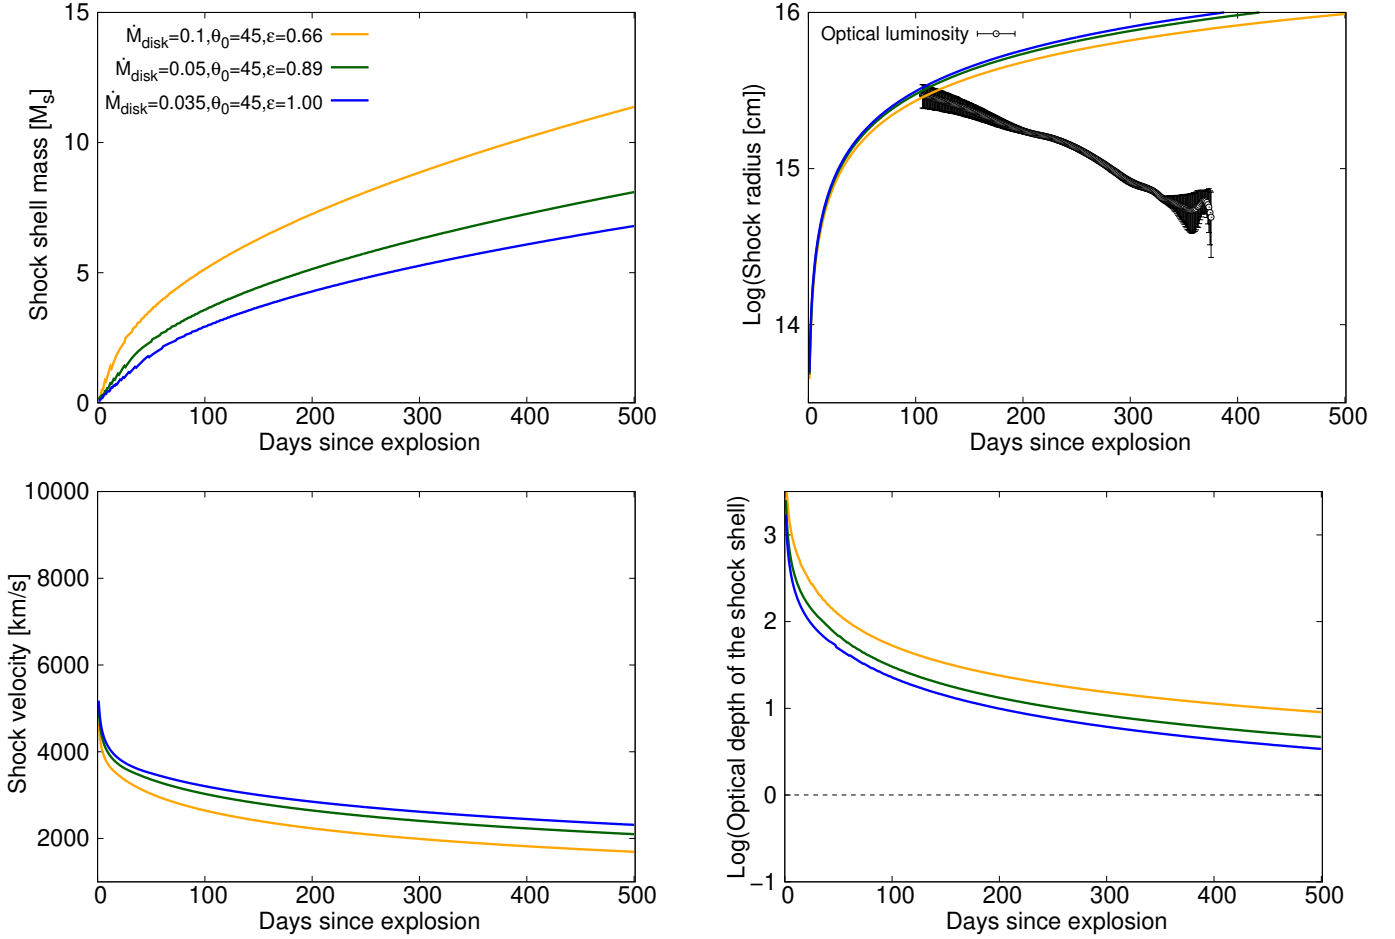 Ṁdisk=0.1,θ0=45,ε=0.66
Ṁdisk=0.05,θ0=45,ε=0.89
Ṁdisk=0.035,θ0=45,ε=1.00
Shock shell mass [Ms]
15
10
5
0
0 100 200 300 400 500
Days since explosion
Optical luminosity
Log(Shock radius [cm])
16
15
14
0 100 200 300 400 500
Days since explosion
Shock velocity [km/s]
10000
8000
6000
4000
2000
0 100 200 300 400 500
Days since explosion
Log(Optical depth of the shock shell)
3
2
1
0
−1
0 100 200 300 400 500
Days since explosion